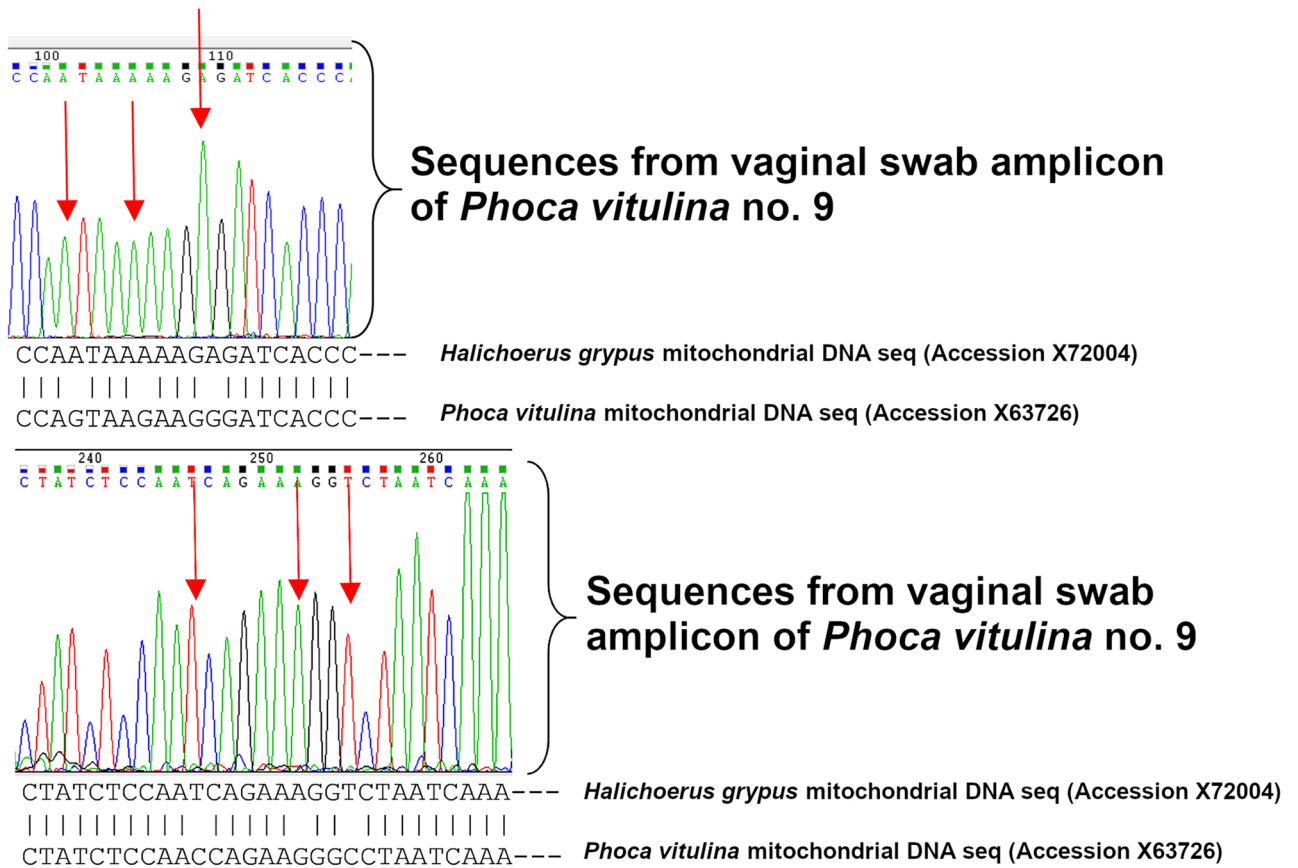 100 110
CCAATAAAAAGAGATCACCC
Sequences from vaginal swab amplicon
of Phoca vitulina no. 9
CCAATAAAAAGAGATCACCC--- Halichoerus grypus mitochondrial DNA seq (Accession X72004)
CCAGTAAGAAGGGATCACCC--- Phoca vitulina mitochondrial DNA seq (Accession X63726)
240 250 260
CTATCTCCAATCAGAAAGGTCTAATCAAA
Sequences from vaginal swab
amplicon of Phoca vitulina no. 9
CTATCTCCAATCAGAAAGGTCTAATCAAA--- Halichoerus grypus mitochondrial DNA seq (Accession X72004)
CTATCTCCAACCAGAAGGGCCTAATCAAA--- Phoca vitulina mitochondrial DNA seq (Accession X63726)